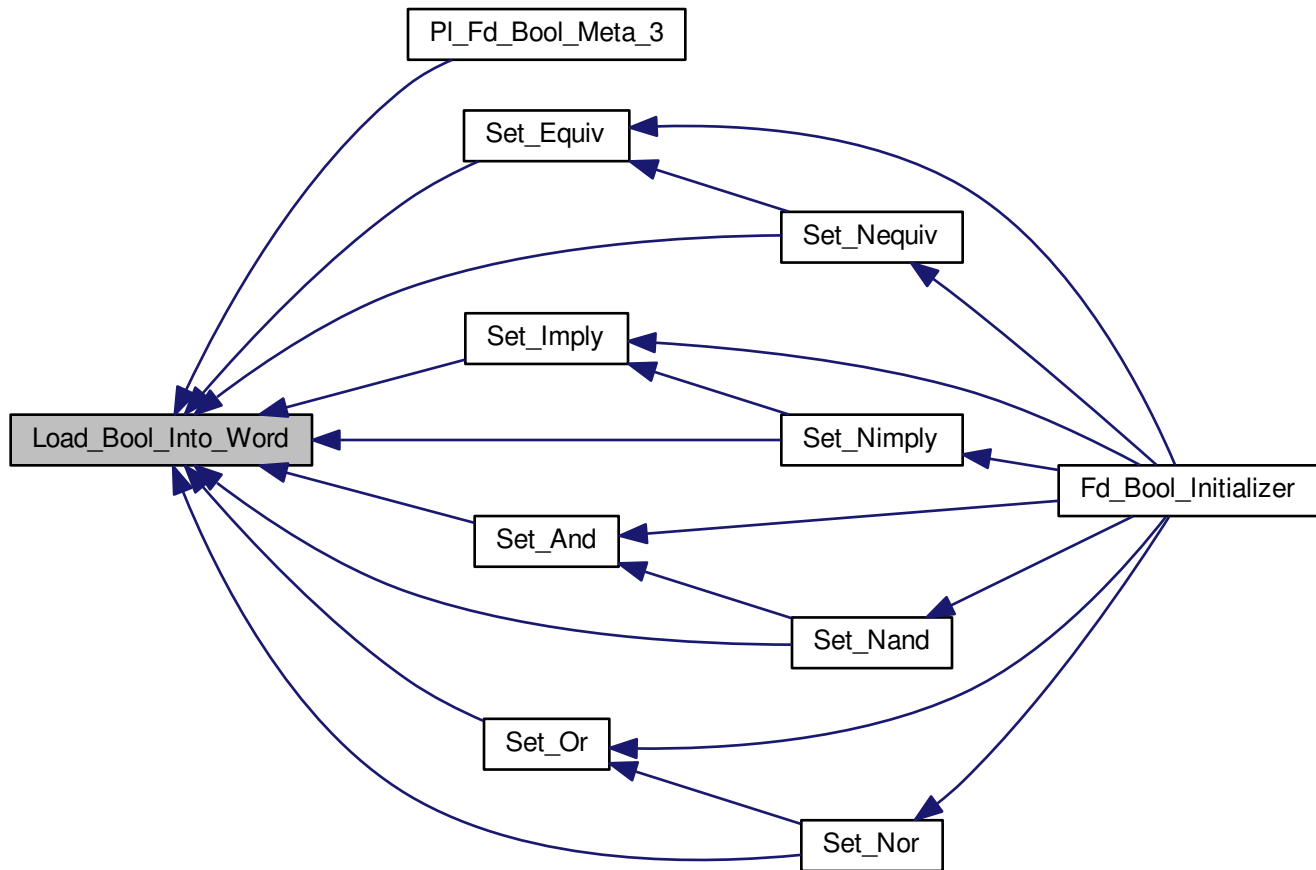 Pl_Fd_Bool_Meta_3
Set_Equiv
Set_Nequiv
Set_Imply
Load_Bool_Into_Word
Set_Nimply
Fd_Bool_Initializer
Set_And
Set_Nand
Set_Or
Set_Nor